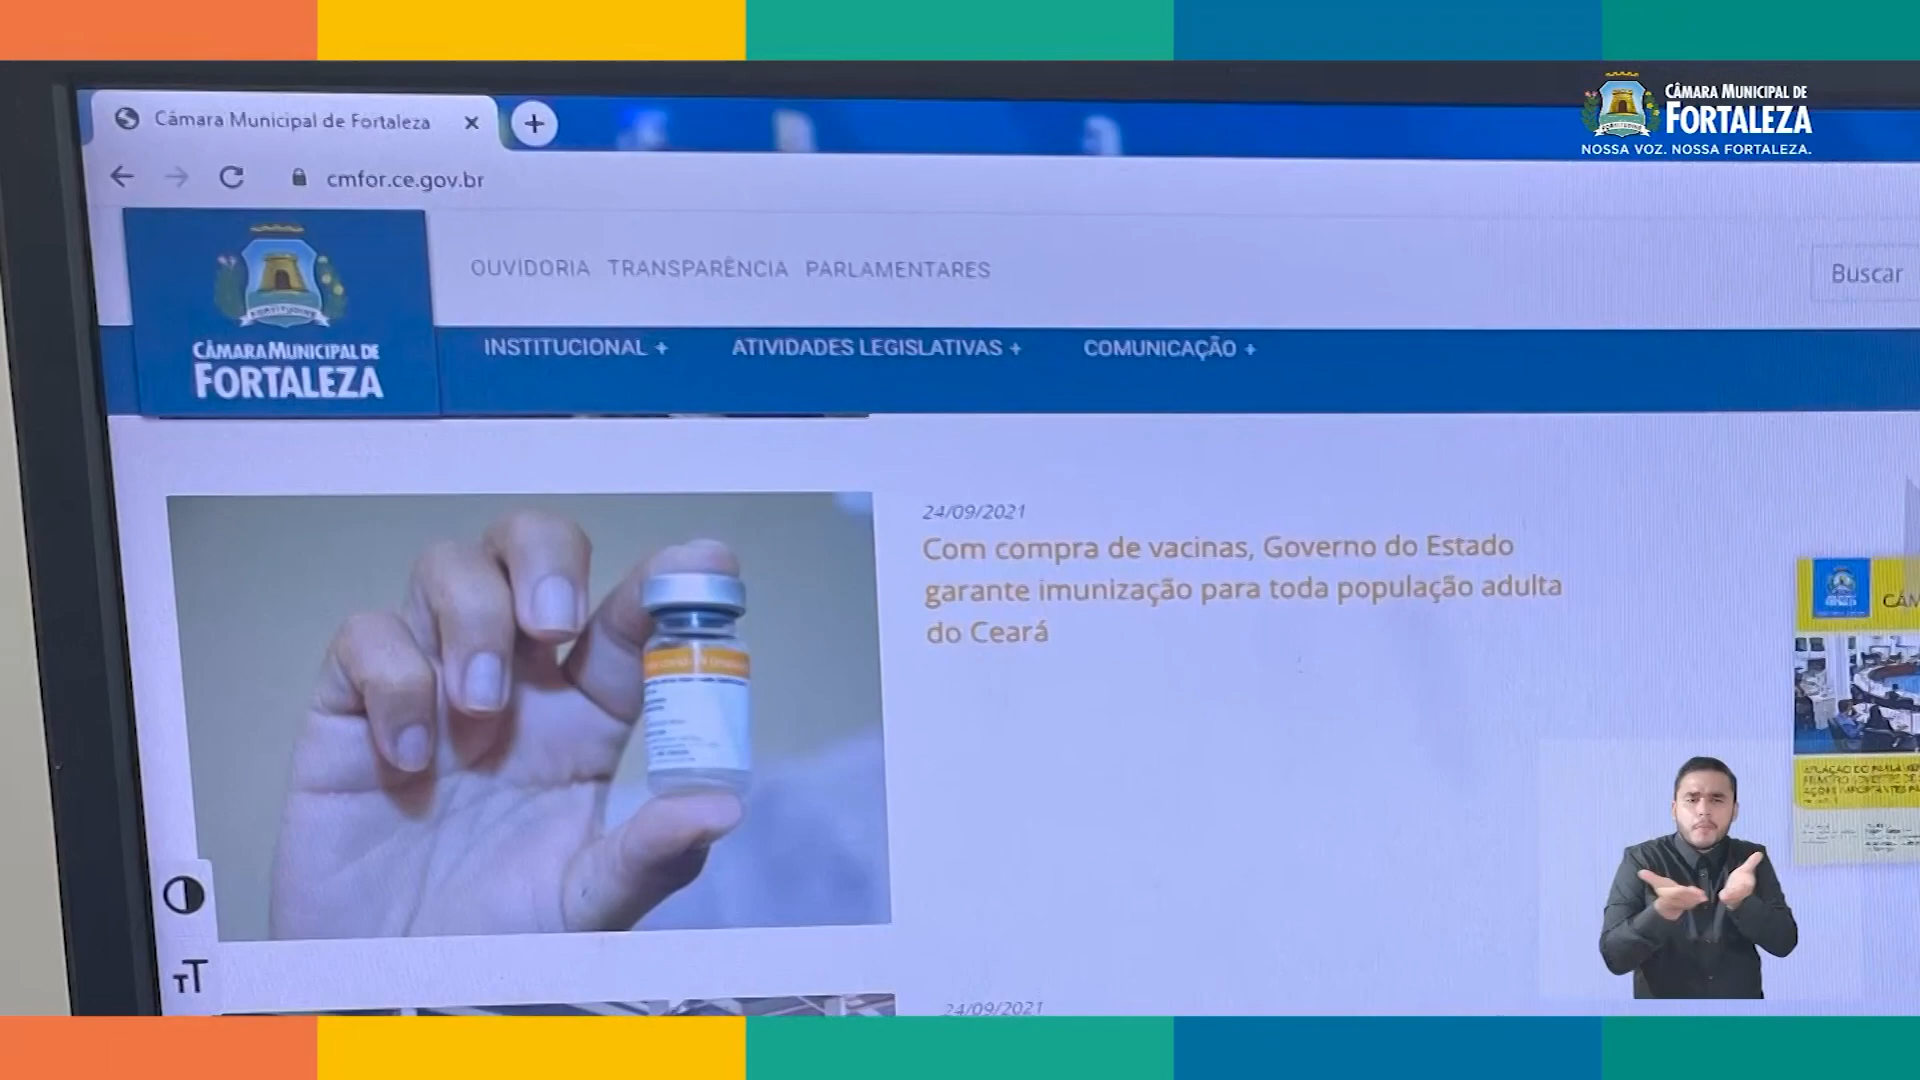 CÂMARA MUNICIPAL DE
FORTALEZA
NOSSA VOZ. NOSSA FORTALEZA.
Câmara Municipal de Fortaleza
cmfor.ce.gov.br
OUVIDORIA TRANSPARÊNCIA PARLAMENTARES
Buscar
CÂMARA MUNICIPAL DE
FORTALEZA
INSTITUCIONAL +
ATIVIDADES LEGISLATIVAS +
COMUNICAÇÃO +
24/09/2021
Com compra de vacinas, Governo do Estado
garante imunização para toda população adulta
do Ceará
CÂM
TT
24/09/2021